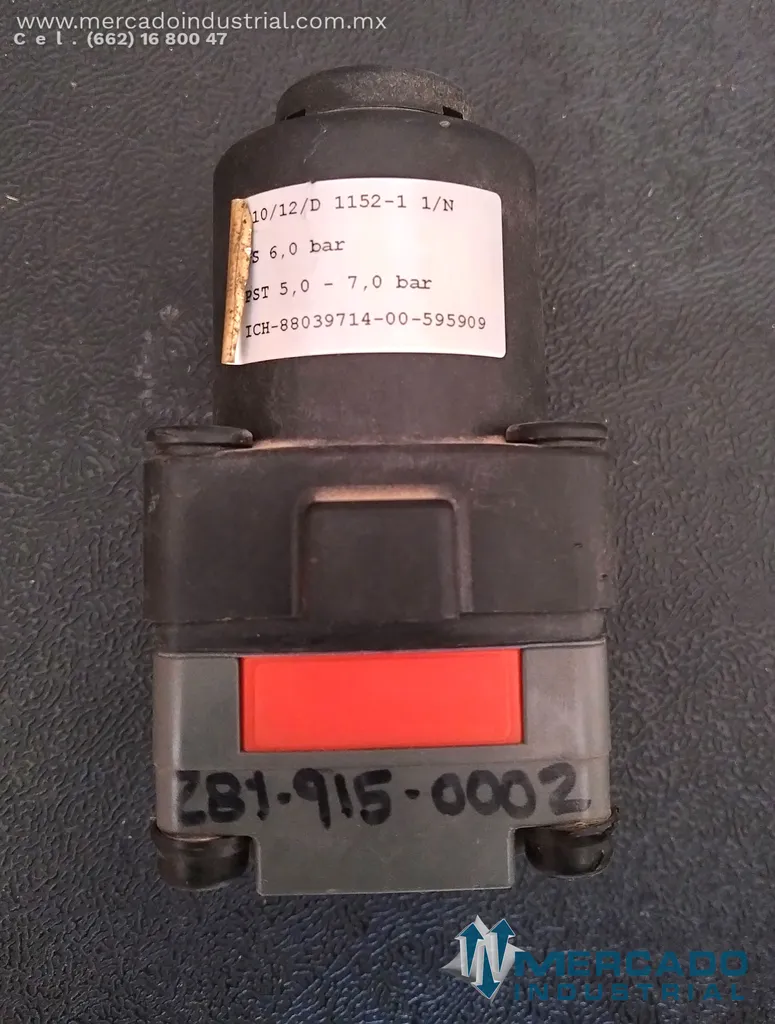 www.mercadoindustrial.com.mx
Cel. (662) 16 800 47
10/12/D 1152-1 1/N
S 6,0 bar
PST 5,0 - 7,0 bar
ICH-88039714-00-595909
ZB1-915-0002
MERCADO
INDUSTRIAL